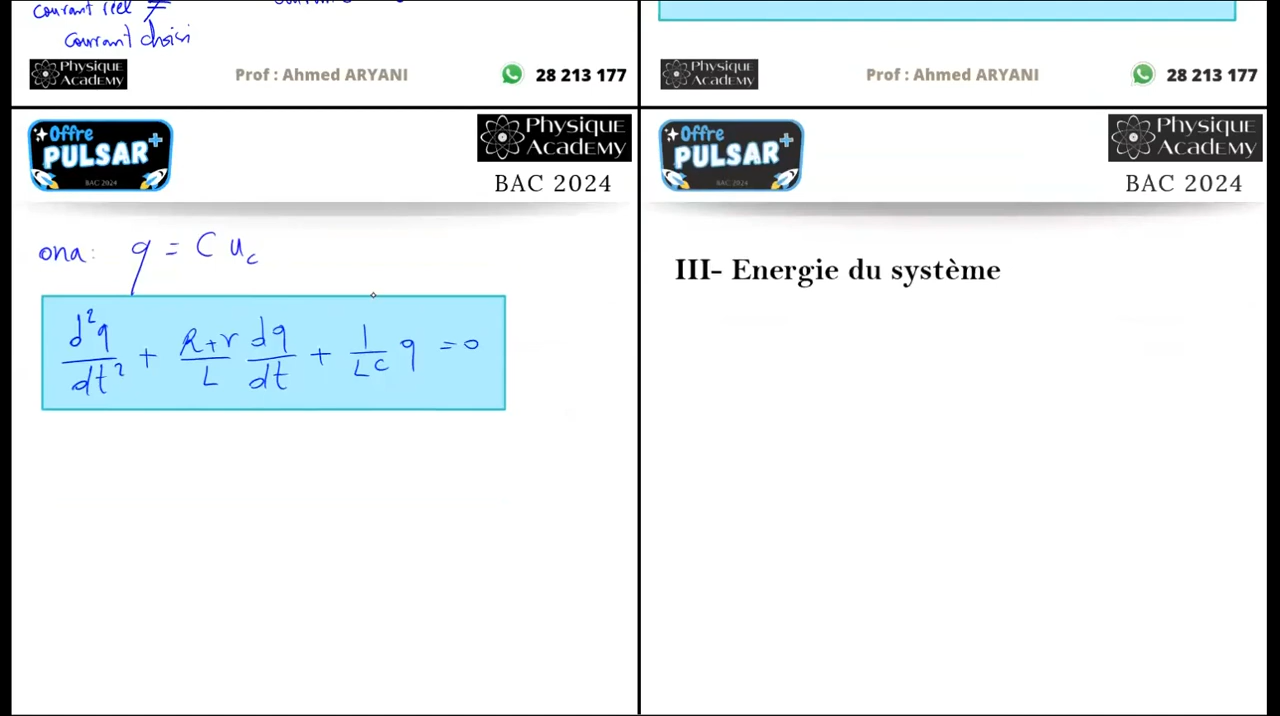 courant réel ≠
courant choisi
Physique Academy
Prof : Ahmed ARYANI
28 213 177
Physique Academy
Prof : Ahmed ARYANI
28 213 177
Offre
PULSAR+
BAC 2024
Physique Academy
BAC 2024
ona: q = C u_c
d²q/dt² + (R+r)/L dq/dt + 1/LC q = 0
Offre
PULSAR+
BAC 2024
Physique Academy
BAC 2024
III- Energie du système